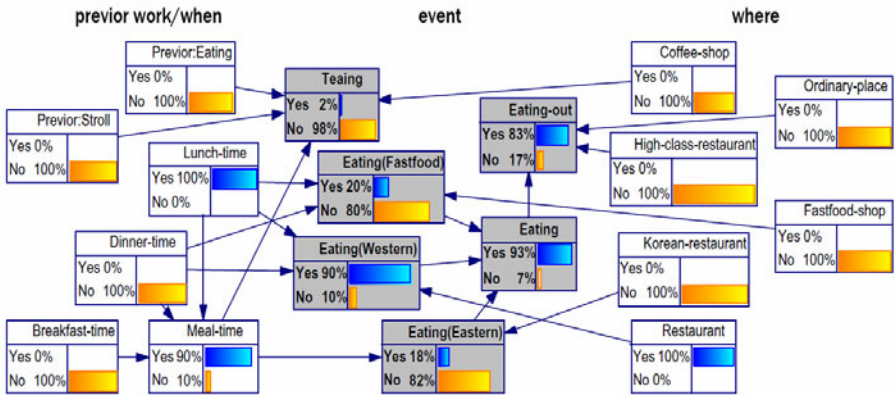 previor work/when
event
where
Previor:Eating
Yes 0%
No 100%
Teaing
Yes 2%
No 98%
Coffee-shop
Yes 0%
No 100%
Ordinary-place
Yes 0%
No 100%
Previor:Stroll
Yes 0%
No 100%
Eating-out
Yes 83%
No 17%
Lunch-time
Yes 100%
No 0%
Eating(Fastfood)
Yes 20%
No 80%
High-class-restaurant
Yes 0%
No 100%
Fastfood-shop
Yes 0%
No 100%
Dinner-time
Yes 0%
No 100%
Eating(Western)
Yes 90%
No 10%
Eating
Yes 93%
No 7%
Korean-restaurant
Yes 0%
No 100%
Breakfast-time
Yes 0%
No 100%
Meal-time
Yes 90%
No 10%
Eating(Eastern)
Yes 18%
No 82%
Restaurant
Yes 100%
No 0%